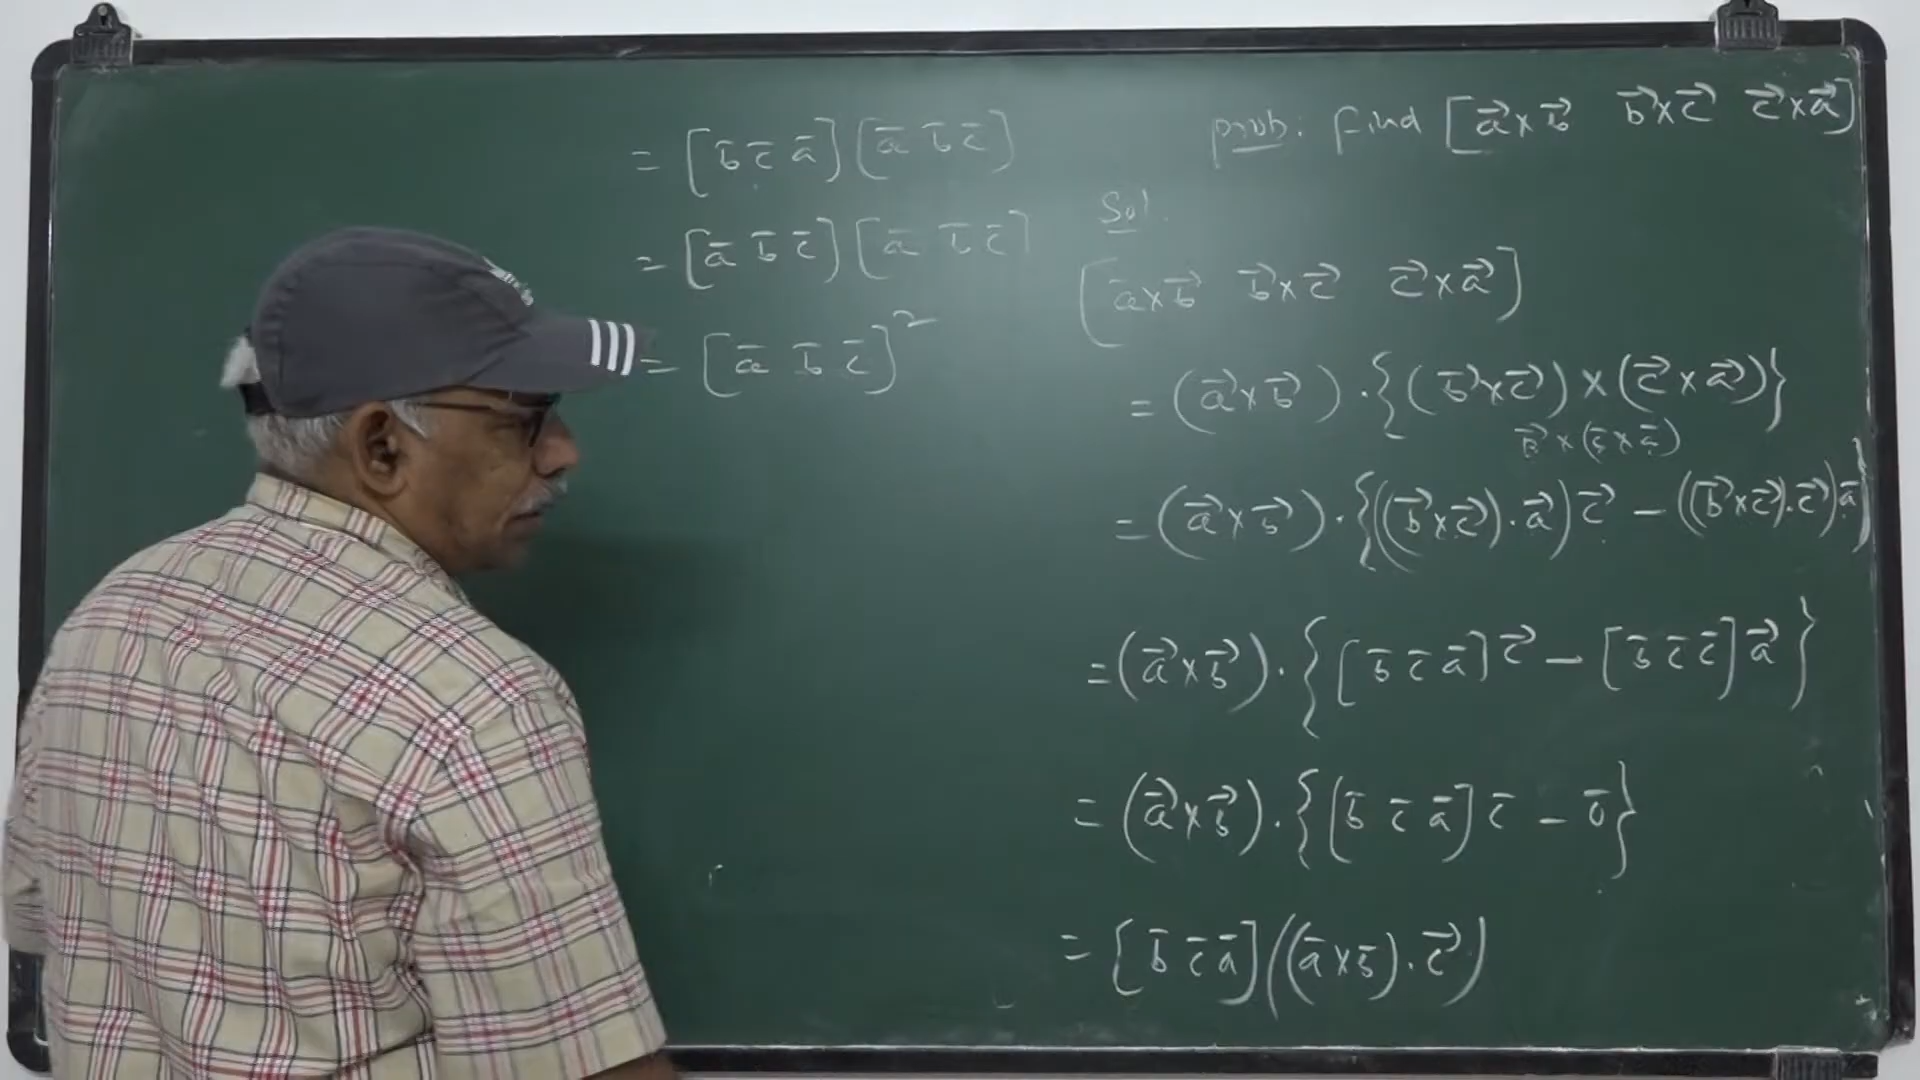 prob: Find [a⃗×b⃗ b⃗×c⃗ c⃗×a⃗]
Sol.
[a̅×b⃗ b⃗×c⃗ c⃗×a⃗]
= (a⃗×b⃗)·{(b⃗×c⃗)×(c⃗×a⃗)}
= (a⃗×b⃗)·{((b⃗×c⃗)·a⃗)c⃗ − ((b⃗×c⃗)·c⃗)a̅}
= (a⃗×b⃗)·{[b̅ c̅ a̅]c⃗ − [b̅ c̅ c̅]a⃗}
= (a⃗×b⃗)·{[b̅ c̅ a̅]c̅ − 0̅}
= [b̅ c̅ a̅]((a̅×b̅)·c⃗)
= [b̅ c̅ a̅][a̅ b̅ c̅]
= [a̅ b̅ c̅][a̅ b̅ c̅]
= [a̅ b̅ c̅]²